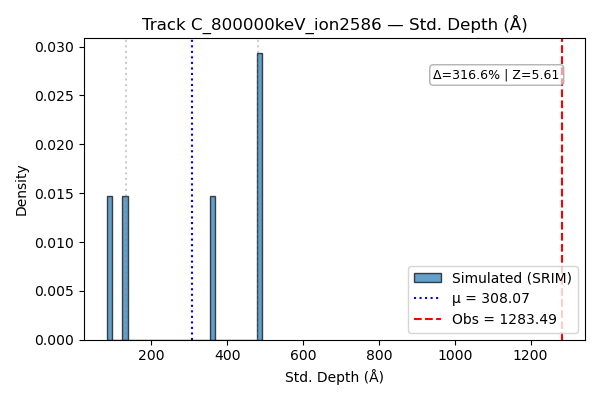 Track C_800000keV_ion2586 — Std. Depth (Å)
Δ=316.6% | Z=5.61
Density
0.030
0.025
0.020
0.015
0.010
0.005
0.000
Simulated (SRIM)
μ = 308.07
Obs = 1283.49
200 400 600 800 1000 1200
Std. Depth (Å)